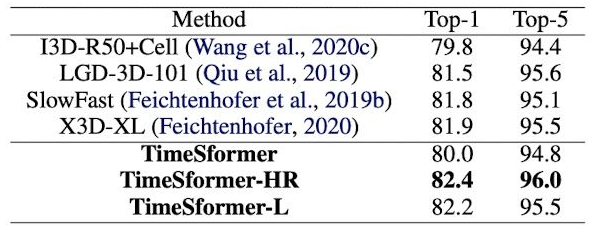 Method Top-1 Top-5
I3D-R50+Cell (Wang et al., 2020c) 79.8 94.4
LGD-3D-101 (Qiu et al., 2019) 81.5 95.6
SlowFast (Feichtenhofer et al., 2019b) 81.8 95.1
X3D-XL (Feichtenhofer, 2020) 81.9 95.5
TimeSformer 80.0 94.8
TimeSformer-HR 82.4 96.0
TimeSformer-L 82.2 95.5